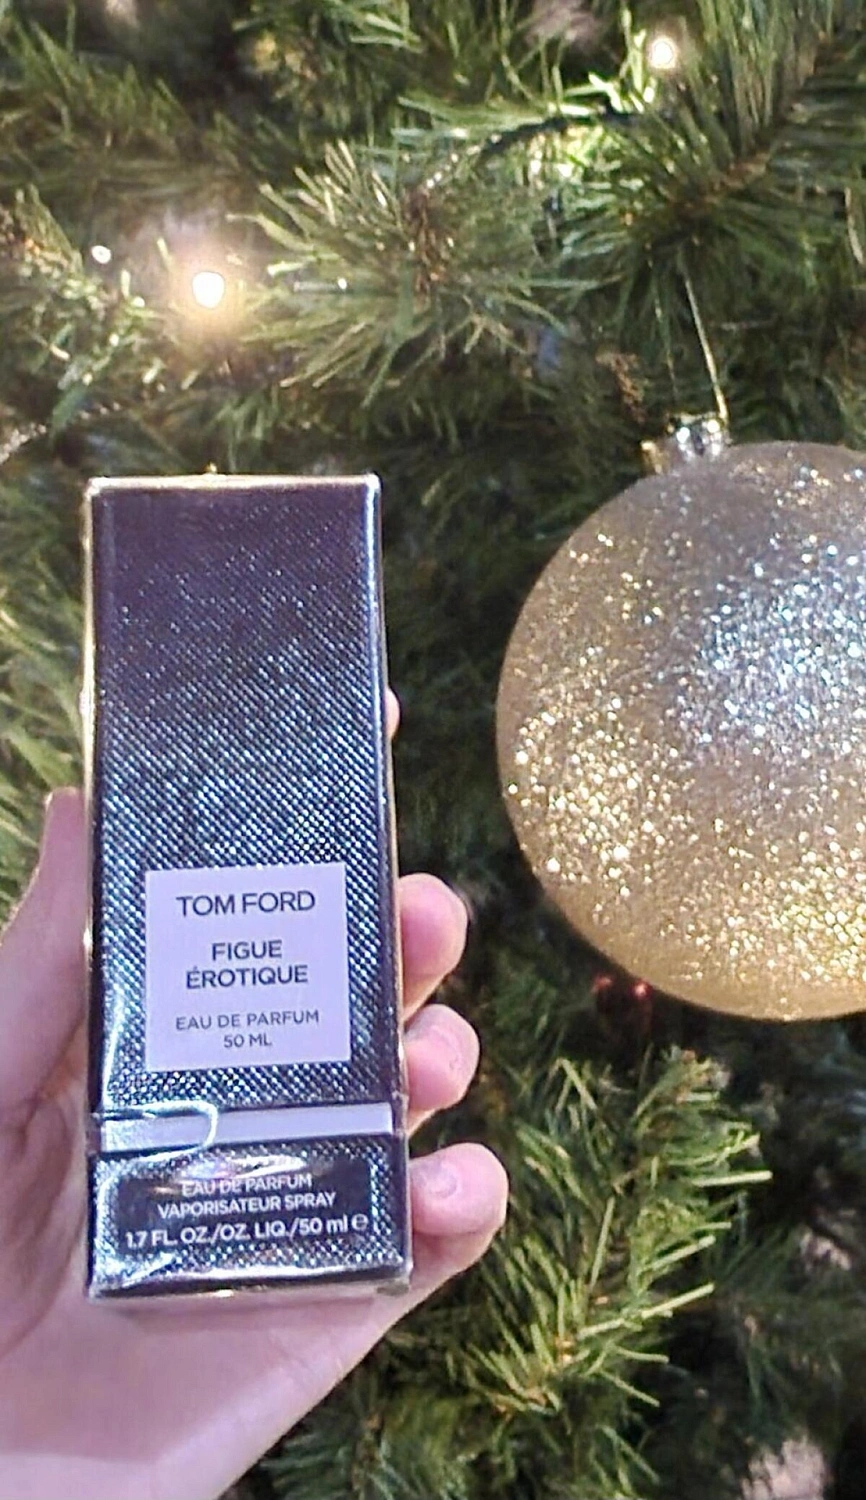 TOM FORD
FIGUE
ÉROTIQUE
EAU DE PARFUM
50 ML
EAU DE PARFUM
VAPORISATEUR SPRAY
1.7 FL. OZ./OZ. LIQ./50 ml ℮